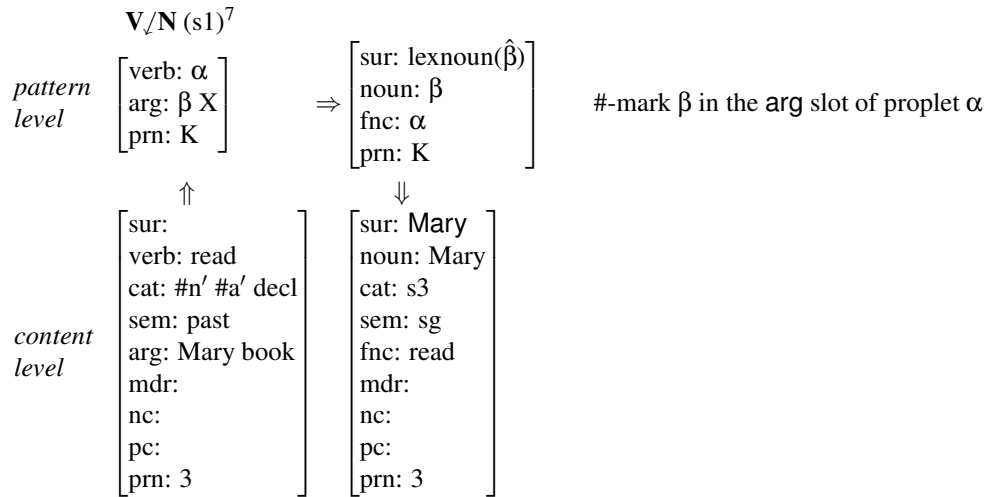 V↙/N (s1)⁷
pattern level
verb: α
arg: β X
prn: K
⇒
sur: lexnoun(β̂)
noun: β
fnc: α
prn: K
#-mark β in the arg slot of proplet α
⇑ ⇓
content level
sur:
verb: read
cat: #n′ #a′ decl
sem: past
arg: Mary book
mdr:
nc:
pc:
prn: 3
sur: Mary
noun: Mary
cat: s3
sem: sg
fnc: read
mdr:
nc:
pc:
prn: 3